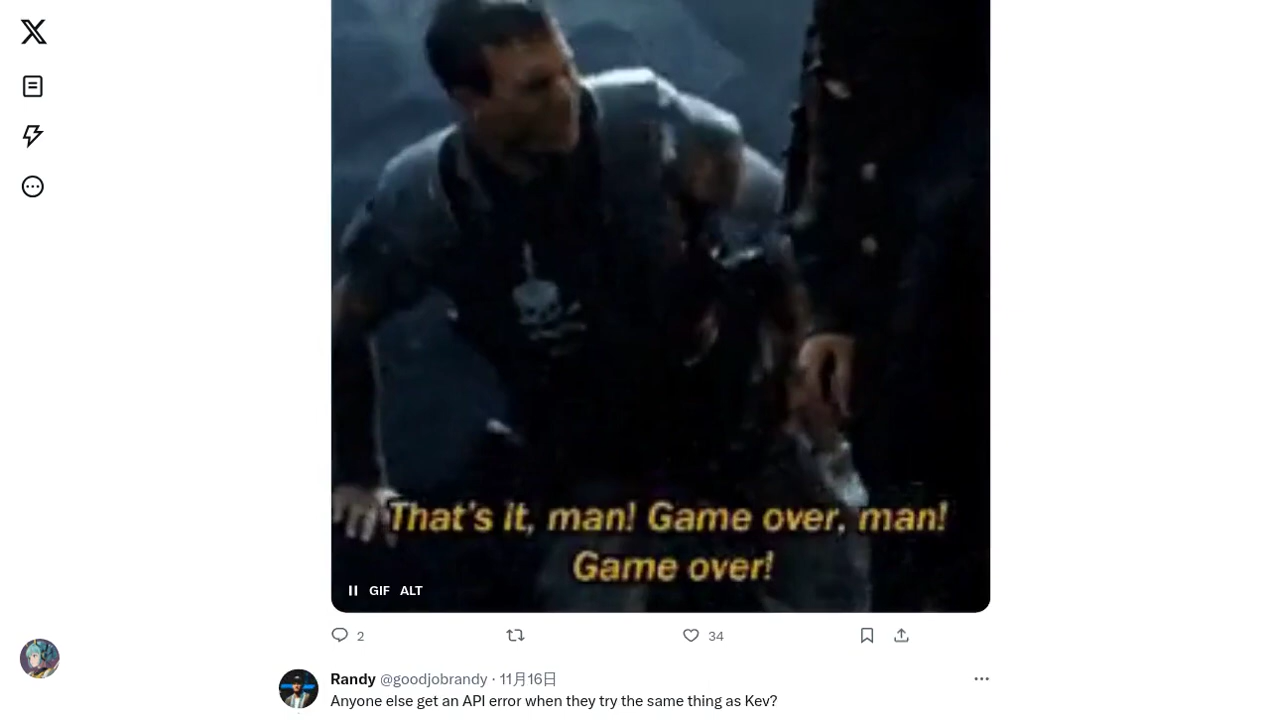 That's it, man! Game over, man!
Game over!
GIF ALT
2
34
Randy @goodjobrandy · 11月16日
Anyone else get an API error when they try the same thing as Kev?